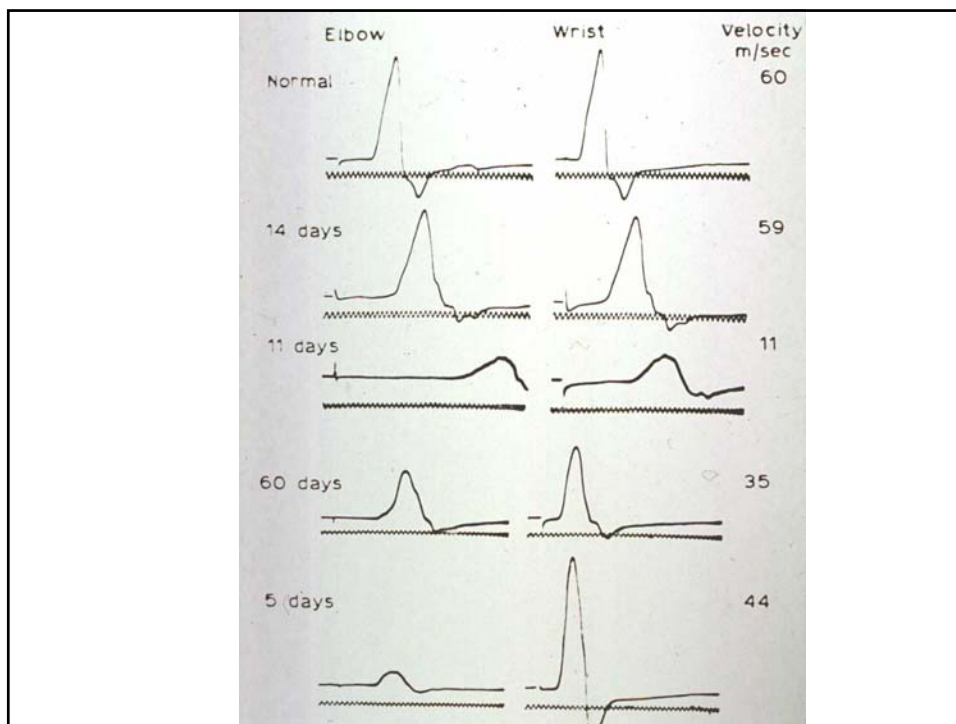 Elbow Wrist Velocity
m/sec
Normal 60
14 days 59
11 days 11
60 days 35
5 days 44